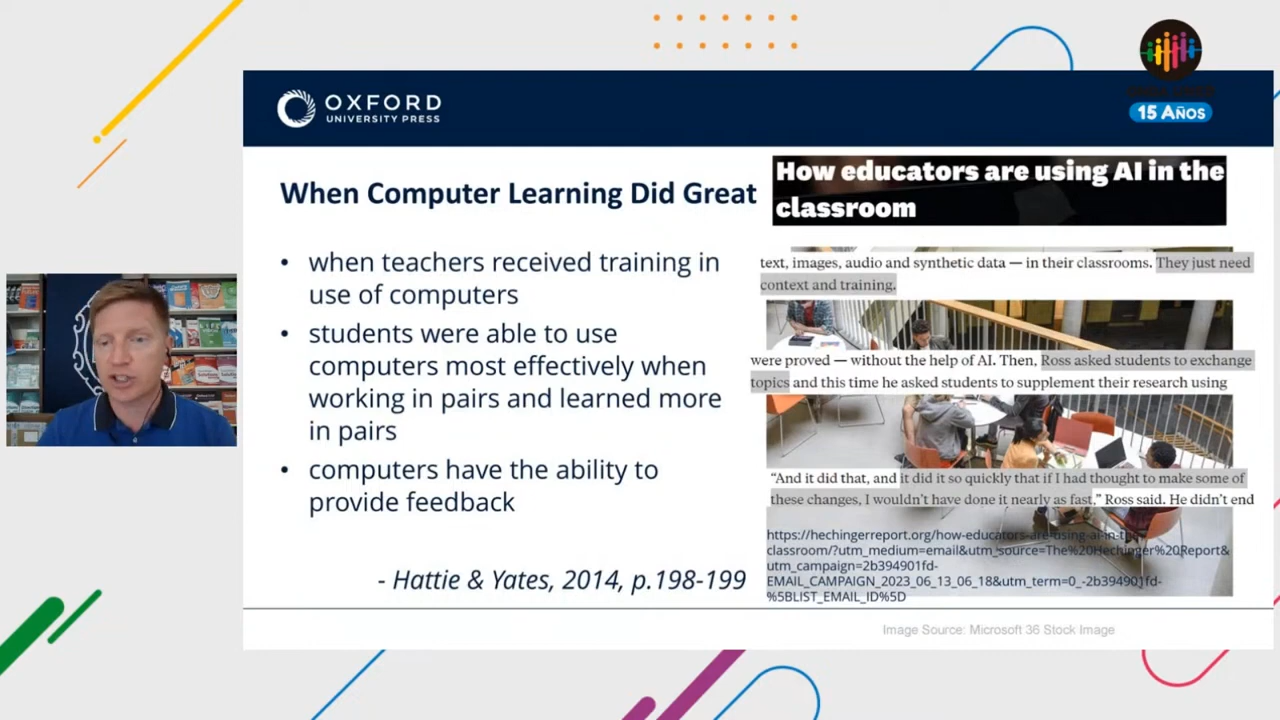 OXFORD
UNIVERSITY PRESS
15 AÑOS
When Computer Learning Did Great
• when teachers received training in
use of computers
• students were able to use
computers most effectively when
working in pairs and learned more
in pairs
• computers have the ability to
provide feedback
- Hattie & Yates, 2014, p.198-199
How educators are using AI in the
classroom
text, images, audio and synthetic data — in their classrooms. They just need
context and training.
were proved — without the help of AI. Then, Ross asked students to exchange
topics and this time he asked students to supplement their research using
“And it did that, and it did it so quickly that if I had thought to make some of
these changes, I wouldn’t have done it nearly as fast,” Ross said. He didn’t end
https://hechingerreport.org/how-educators-are-using-ai-in-the-
classroom/?utm_medium=email&utm_source=The%20Hechinger%20Report&
utm_campaign=2b394901fd-
EMAIL_CAMPAIGN_2023_06_13_06_18&utm_term=0_-2b394901fd-
%5BLIST_EMAIL_ID%5D
Image Source: Microsoft 36 Stock Image